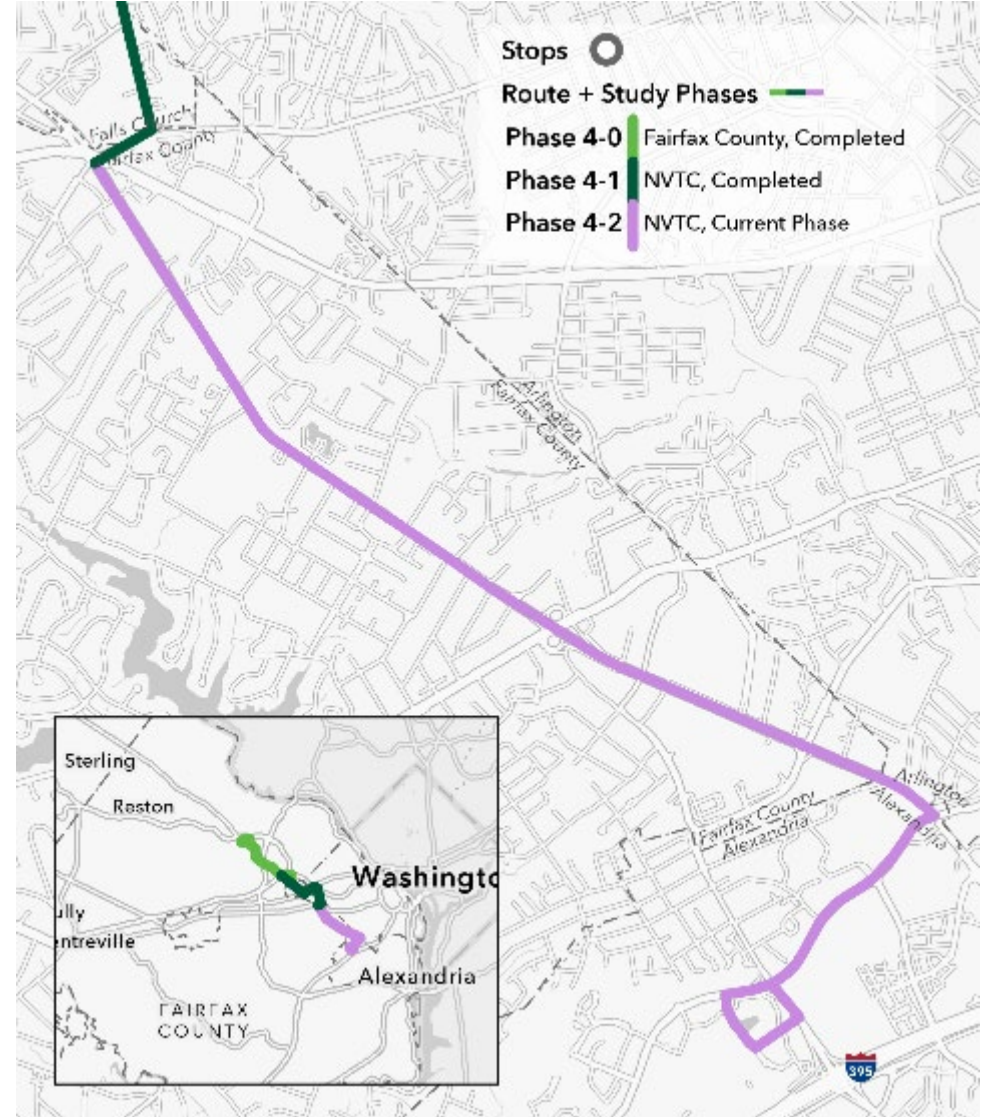 Stops
Route + Study Phases
Phase 4-0 Fairfax County, Completed
Phase 4-1 NVTC, Completed
Phase 4-2 NVTC, Current Phase
Falls Church
Fairfax County
Arlington
Fairfax County
Arlington
Alexandria
Fairfax County
Alexandria
395
Sterling
Reston
Washingto
ully
entreville
Alexandria
FAIRFAX
COUNTY